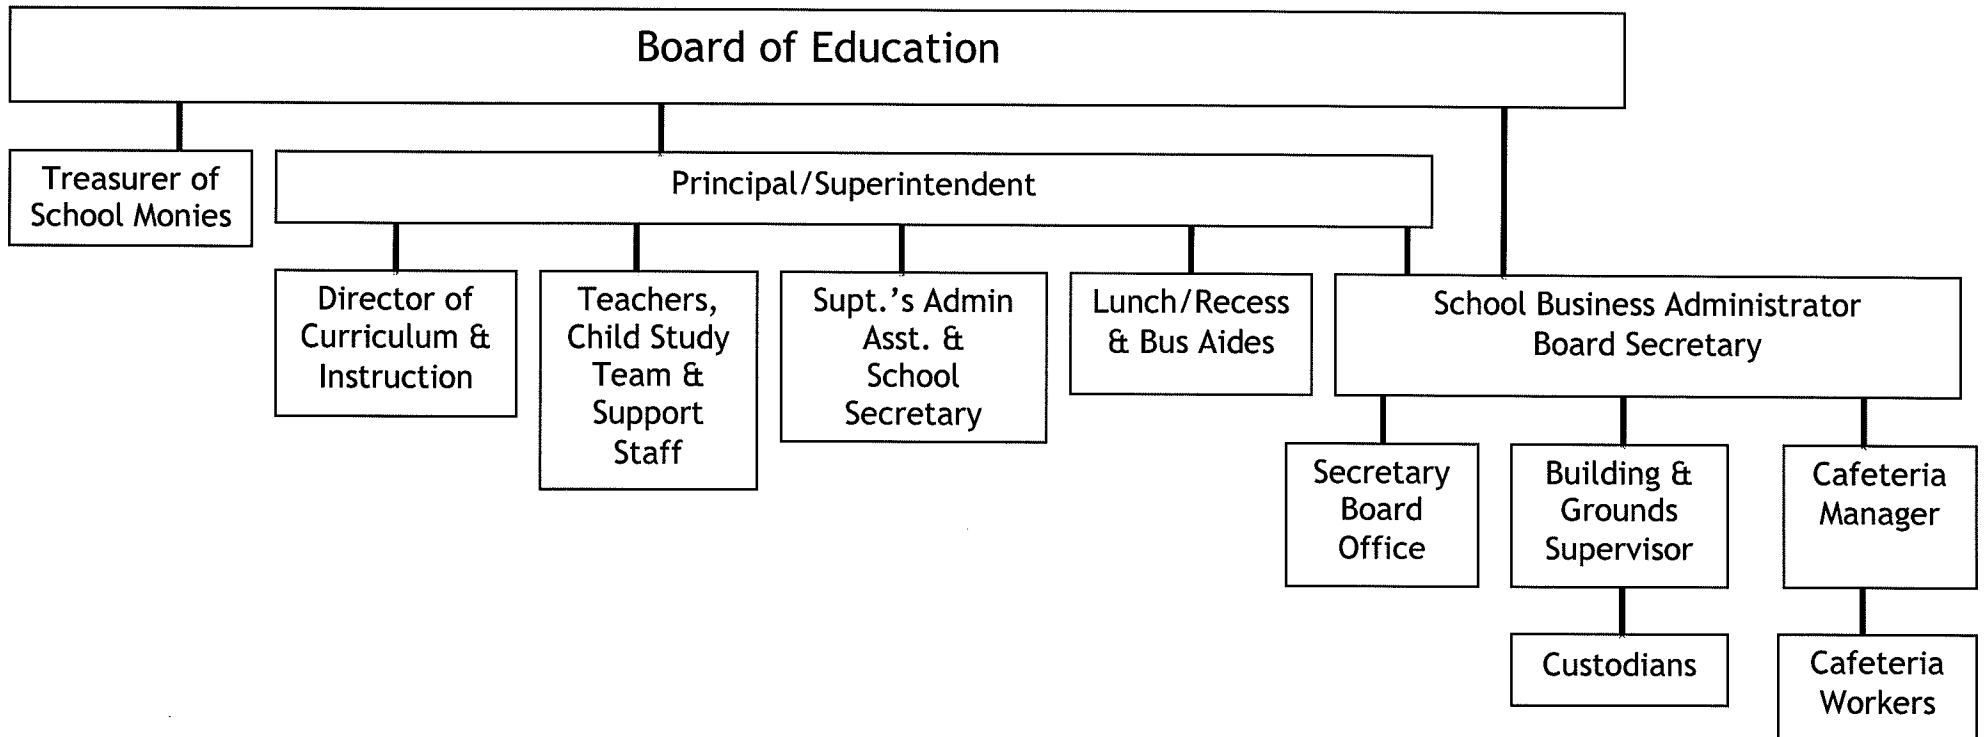 Board of Education
Treasurer of
School Monies
Principal/Superintendent
Director of
Curriculum &
Instruction
Teachers,
Child Study
Team &
Support
Staff
Supt.'s Admin
Asst. &
School
Secretary
Lunch/Recess
& Bus Aides
School Business Administrator
Board Secretary
Secretary
Board
Office
Building &
Grounds
Supervisor
Cafeteria
Manager
Custodians
Cafeteria
Workers